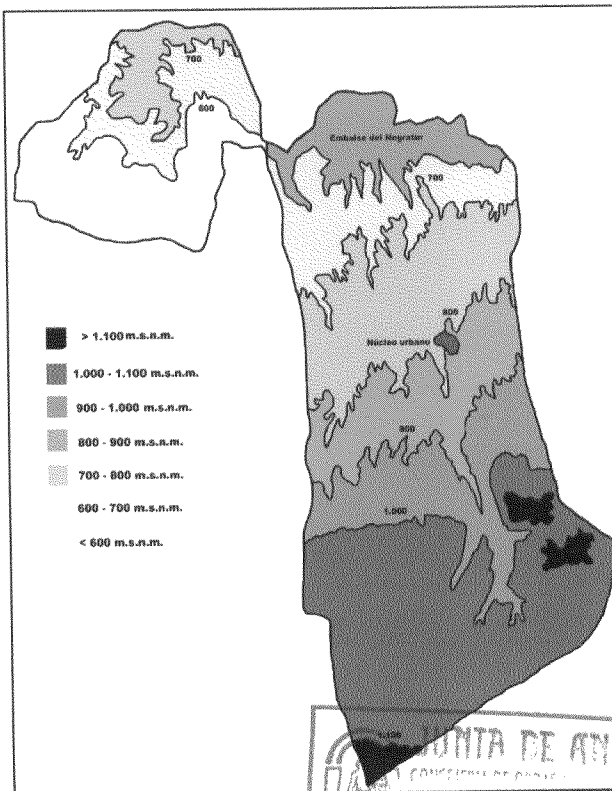 700
600
Embalse del Negratín
700
800
Núcleo urbano
> 1.100 m.s.n.m.
1.000 - 1.100 m.s.n.m.
900 - 1.000 m.s.n.m.
800 - 900 m.s.n.m.
700 - 800 m.s.n.m.
600 - 700 m.s.n.m.
< 600 m.s.n.m.
900
1.000
1.100
JUNTA DE AN